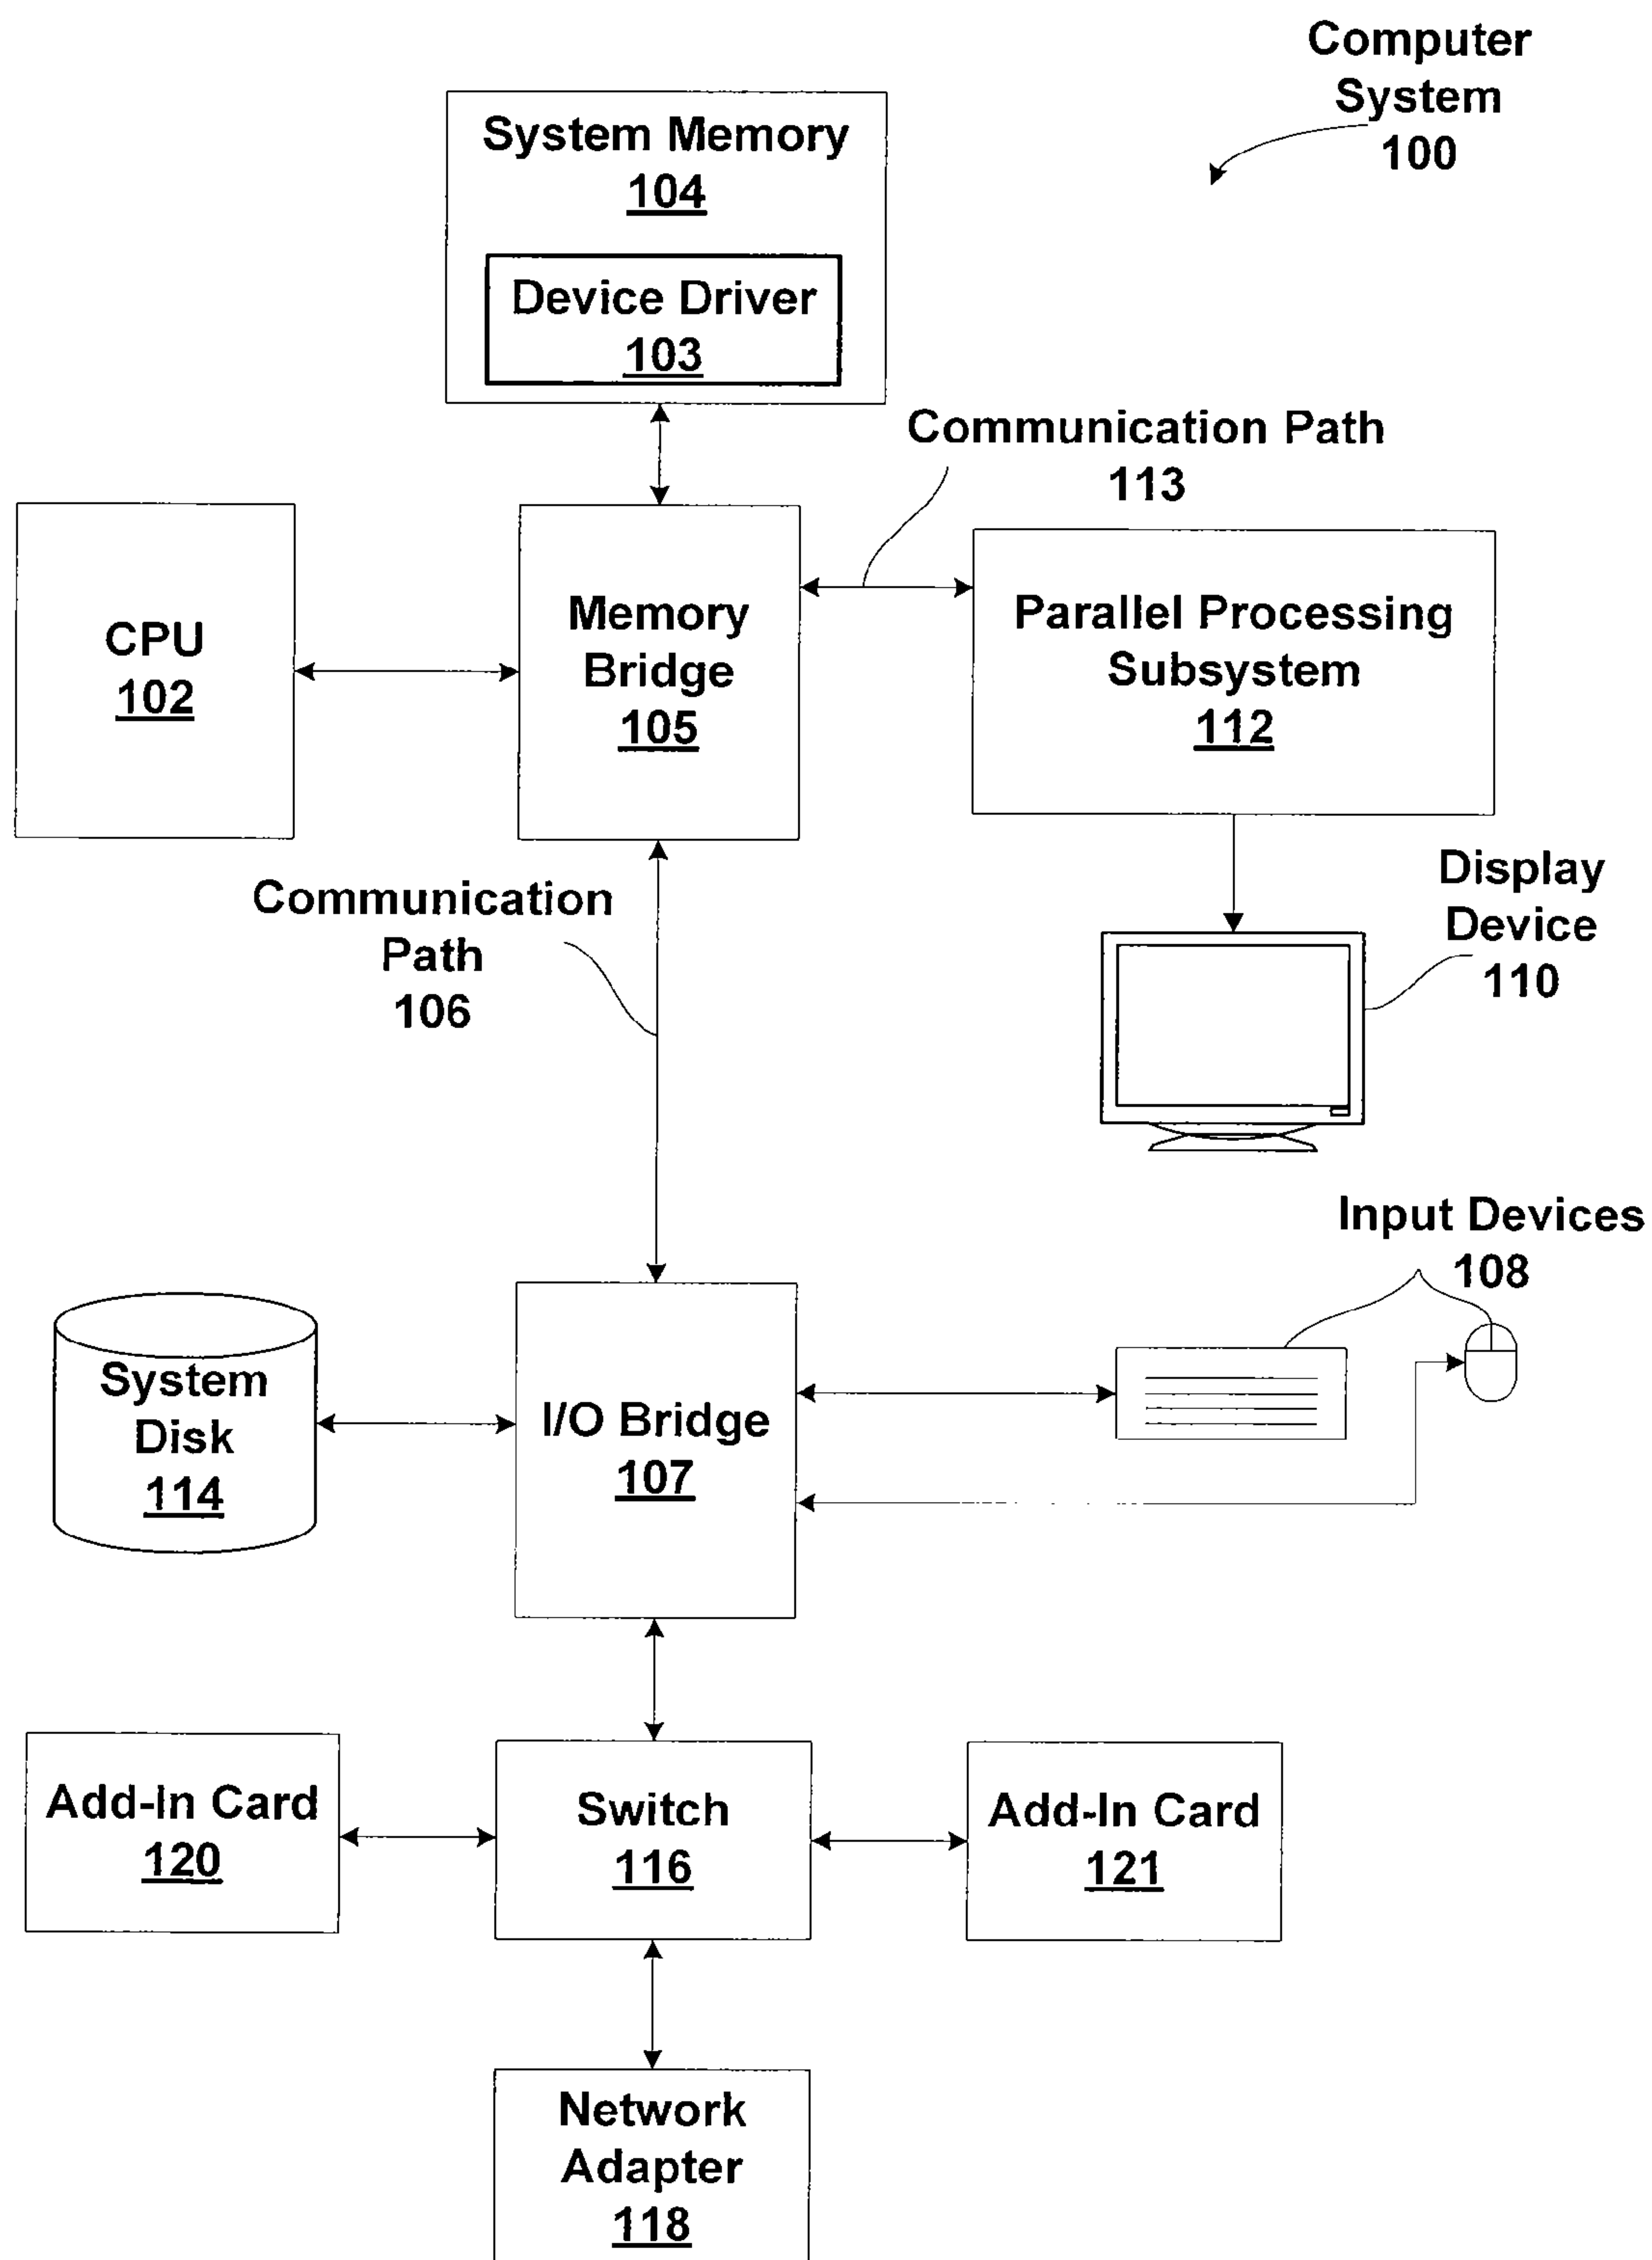 Computer
System
100
System Memory
104
Device Driver
103
Communication Path
113
CPU
102
Memory
Bridge
105
Parallel Processing
Subsystem
112
Communication
Path
106
Display
Device
110
Input Devices
108
System
Disk
114
I/O Bridge
107
Add-In Card
120
Switch
116
Add-In Card
121
Network
Adapter
118